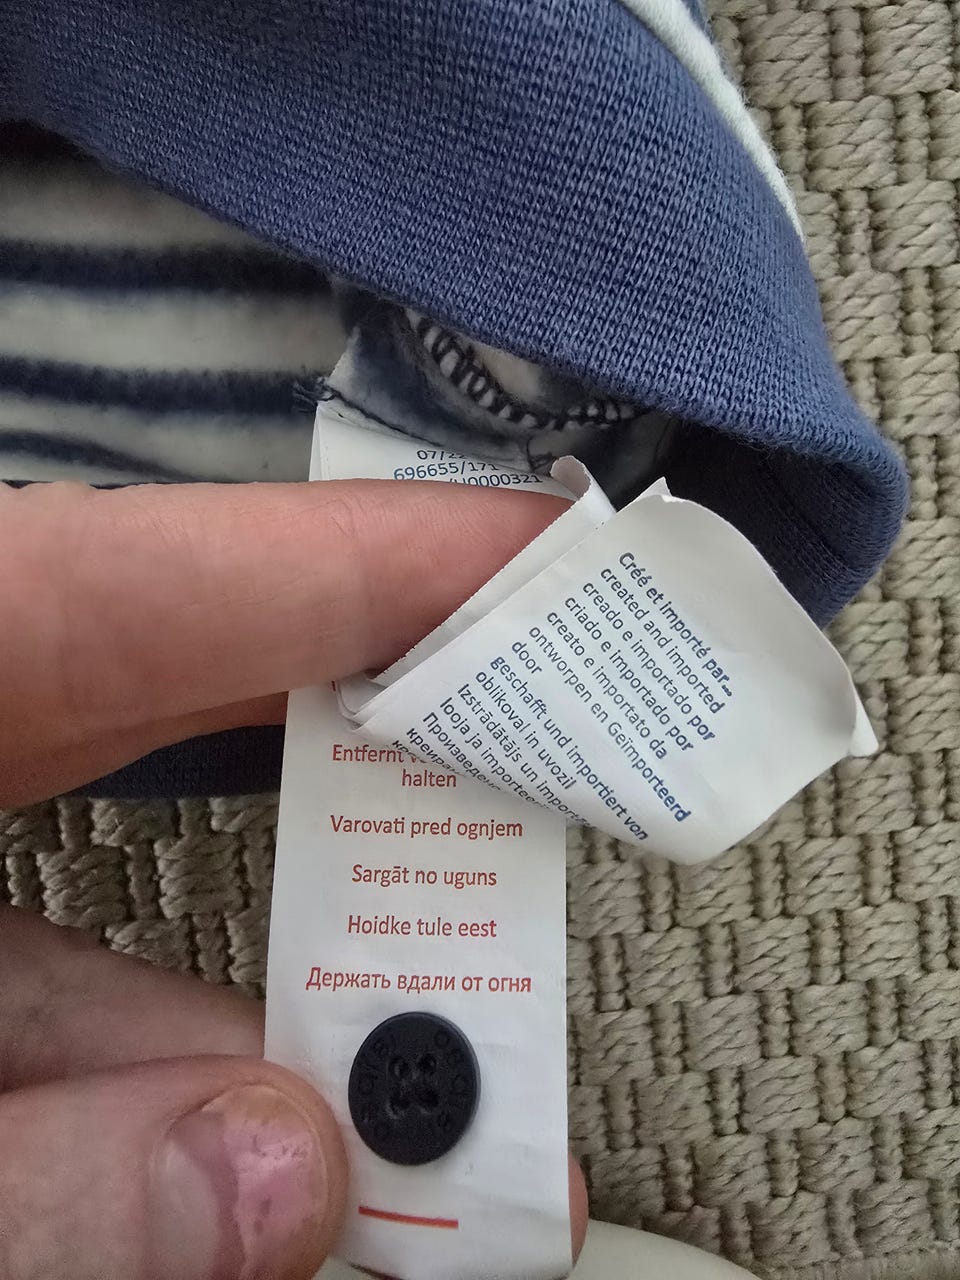 07/22
696655/171
/H0000321
Créé et importé par...
created and imported
creado e importado por
criado e importado por
creato e importato da
ontworpen en Geïmporteerd
door
geschafft und importiert von
oblikoval in uvozil
Izstrādātājs un
looja ja importeerija
Произведено
Entfernt
halten
Varovati pred ognjem
Sargāt no uguns
Hoidke tule eest
Держать вдали от огня